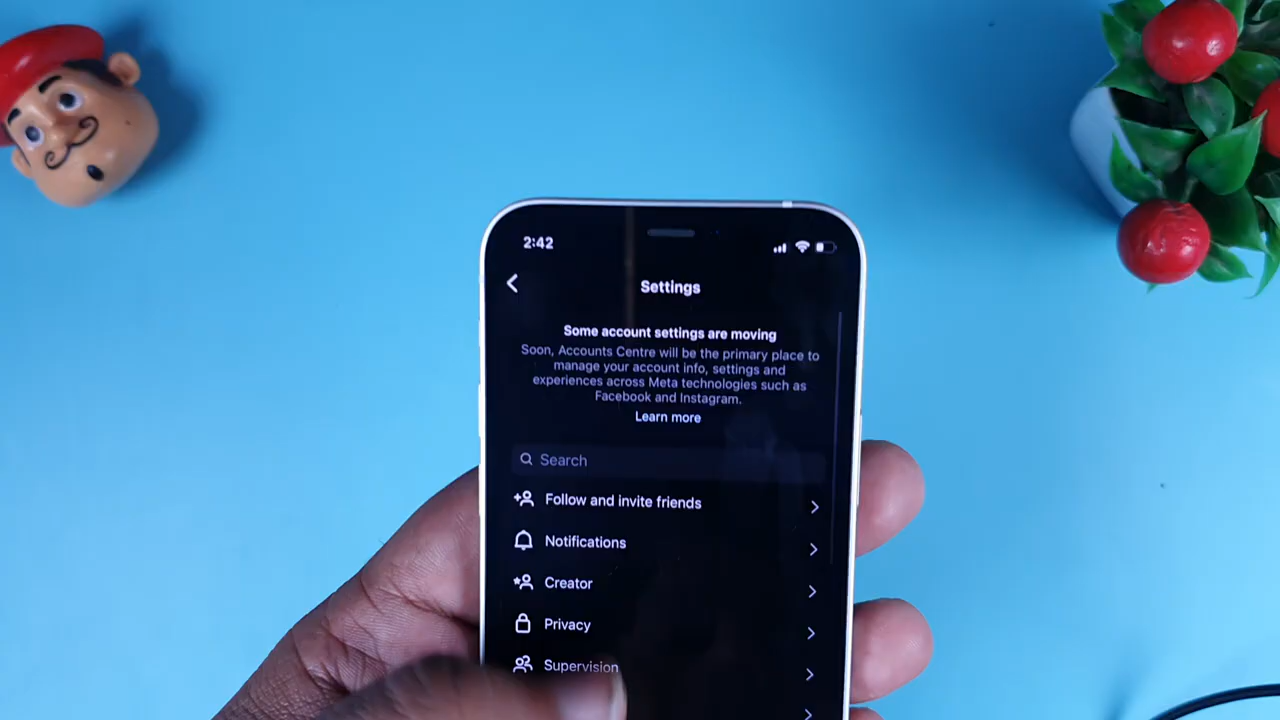 2:42
Settings
Some account settings are moving
Soon, Accounts Centre will be the primary place to
manage your account info, settings and
experiences across Meta technologies such as
Facebook and Instagram.
Learn more
Search
Follow and invite friends
Notifications
Creator
Privacy
Supervision